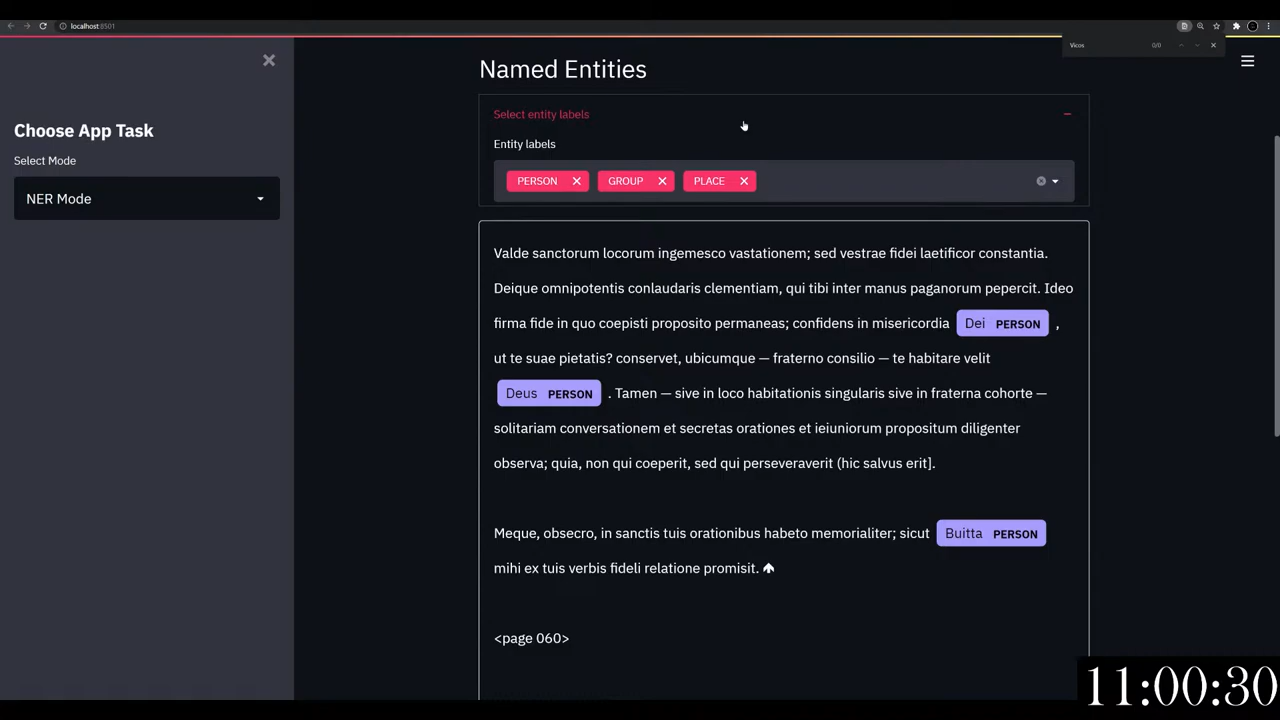 localhost:8501
Vicos 0/0
Named Entities
Choose App Task
Select Mode
NER Mode
Select entity labels
Entity labels
PERSON GROUP PLACE
Valde sanctorum locorum ingemesco vastationem; sed vestrae fidei laetificor constantia.
Deique omnipotentis conlaudaris clementiam, qui tibi inter manus paganorum pepercit. Ideo
firma fide in quo coepisti proposito permaneas; confidens in misericordia Dei PERSON ,
ut te suae pietatis? conservet, ubicumque — fraterno consilio — te habitare velit
Deus PERSON . Tamen — sive in loco habitationis singularis sive in fraterna cohorte —
solitariam conversationem et secretas orationes et ieiuniorum propositum diligenter
observa; quia, non qui coeperit, sed qui perseveraverit (hic salvus erit].
Meque, obsecro, in sanctis tuis orationibus habeto memorialiter; sicut Buitta PERSON
mihi ex tuis verbis fideli relatione promisit.
<page 060>
11:00:30